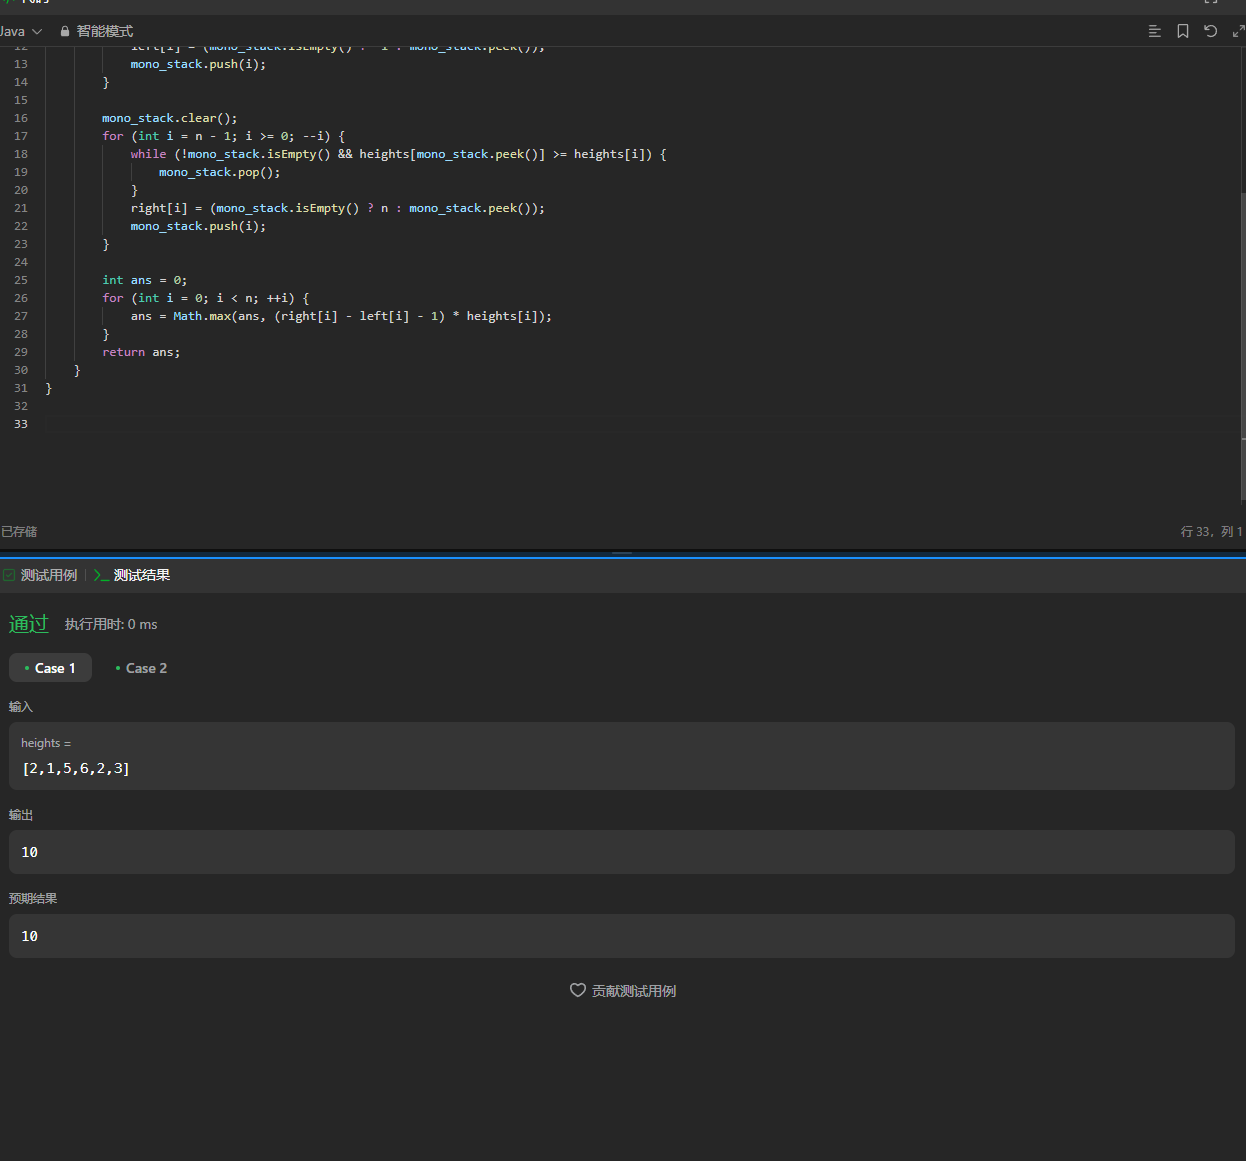 Java 智能模式
12 left[i] = (mono_stack.isEmpty() ? -1 : mono_stack.peek());
13 mono_stack.push(i);
14 }
15
16 mono_stack.clear();
17 for (int i = n - 1; i >= 0; --i) {
18 while (!mono_stack.isEmpty() && heights[mono_stack.peek()] >= heights[i]) {
19 mono_stack.pop();
20 }
21 right[i] = (mono_stack.isEmpty() ? n : mono_stack.peek());
22 mono_stack.push(i);
23 }
24
25 int ans = 0;
26 for (int i = 0; i < n; ++i) {
27 ans = Math.max(ans, (right[i] - left[i] - 1) * heights[i]);
28 }
29 return ans;
30 }
31 }
32
33
已存储 行 33，列 1
测试用例 | >_ 测试结果
通过 执行用时: 0 ms
• Case 1 • Case 2
输入
heights =
[2,1,5,6,2,3]
输出
10
预期结果
10
贡献测试用例